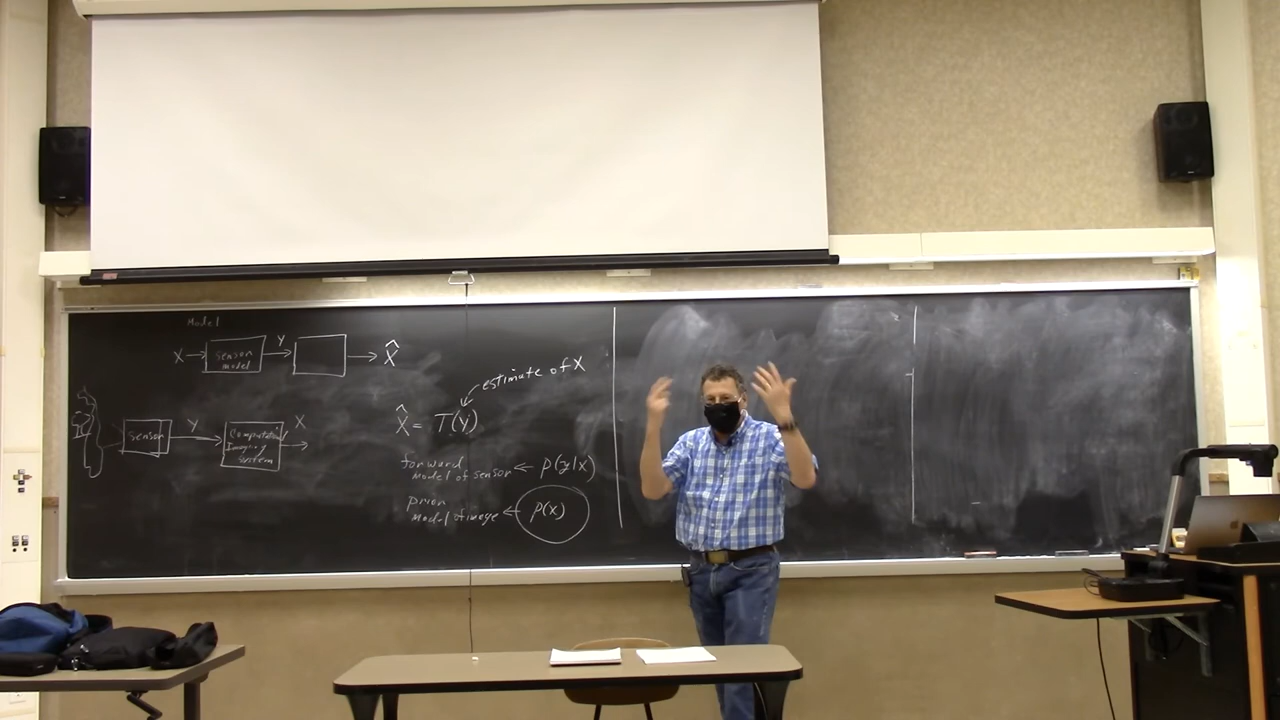 Model
X → sensor model Y → → X̂
sensor Y → Computational Imaging System X →
estimate of X
X̂ = T(Y)
forward
model of sensor ← p(y|x)
prior
model of image ← p(x)